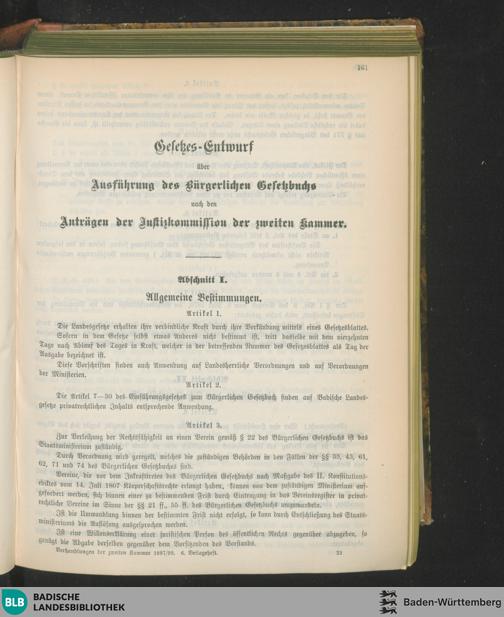 161
Gesetzes-Entwurf
über
Ausführung des Bürgerlichen Gesetzbuchs
nach den
Anträgen der Justizkommission der zweiten Kammer.
Abschnitt I.
Allgemeine Bestimmungen.
Artikel 1.
Die Landesgesetze erhalten ihre verbindliche Kraft durch ihre Verkündung mittels eines Gesetzesblattes.
Sofern in dem Gesetze selbst etwas Anderes nicht bestimmt ist, tritt dasselbe mit dem vierzehnten
Tage nach Ablauf des Tages in Kraft, welcher in der betreffenden Nummer des Gesetzesblattes als Tag der
Ausgabe bezeichnet ist.
Diese Vorschriften finden auch Anwendung auf Landesherrliche Verordnungen und auf Verordnungen
der Ministerien.
Artikel 2.
Die Artikel 7—30 des Einführungsgesetzes zum Bürgerlichen Gesetzbuch finden auf Badische Landes-
gesetze privatrechtlichen Inhalts entsprechende Anwendung.
Artikel 3.
Zur Verleihung der Rechtsfähigkeit an einen Verein gemäß § 22 des Bürgerlichen Gesetzbuchs ist das
Staatsministerium zuständig.
Durch Verordnung wird geregelt, welches die zuständigen Behörden in den Fällen der §§ 33, 43, 61,
62, 71 und 74 des Bürgerlichen Gesetzbuchs sind.
Vereine, die vor dem Inkrafttreten des Bürgerlichen Gesetzbuchs nach Maßgabe des II. Konstitutions-
ediktes vom 14. Juli 1807 Körperschaftsrechte erlangt haben, können von dem zuständigen Ministerium auf-
gefordert werden, sich binnen einer zu bestimmenden Frist durch Eintragung in das Vereinsregister in privat-
rechtliche Vereine im Sinne der §§ 21 ff., 55 ff. des Bürgerlichen Gesetzbuchs umzuwandeln.
Ist die Umwandlung binnen der bestimmten Frist nicht erfolgt, so kann durch Entschließung des Staats-
ministeriums die Auflösung ausgesprochen werden.
Ist eine Willenserklärung einer juristischen Person des öffentlichen Rechts gegenüber abzugeben, so
genügt die Abgabe derselben gegenüber dem Vorsitzenden des Vorstands.
Verhandlungen der zweiten Kammer 1897/98. 6. Beilageheft. 21
BLB BADISCHE
LANDESBIBLIOTHEK
Baden-Württemberg